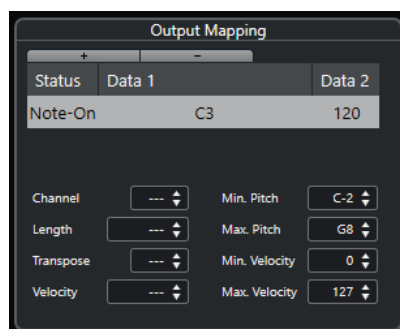 Output Mapping
+ −
Status Data 1 Data 2
Note-On C3 120
Channel --- Min. Pitch C-2
Length --- Max. Pitch G8
Transpose --- Min. Velocity 0
Velocity --- Max. Velocity 127